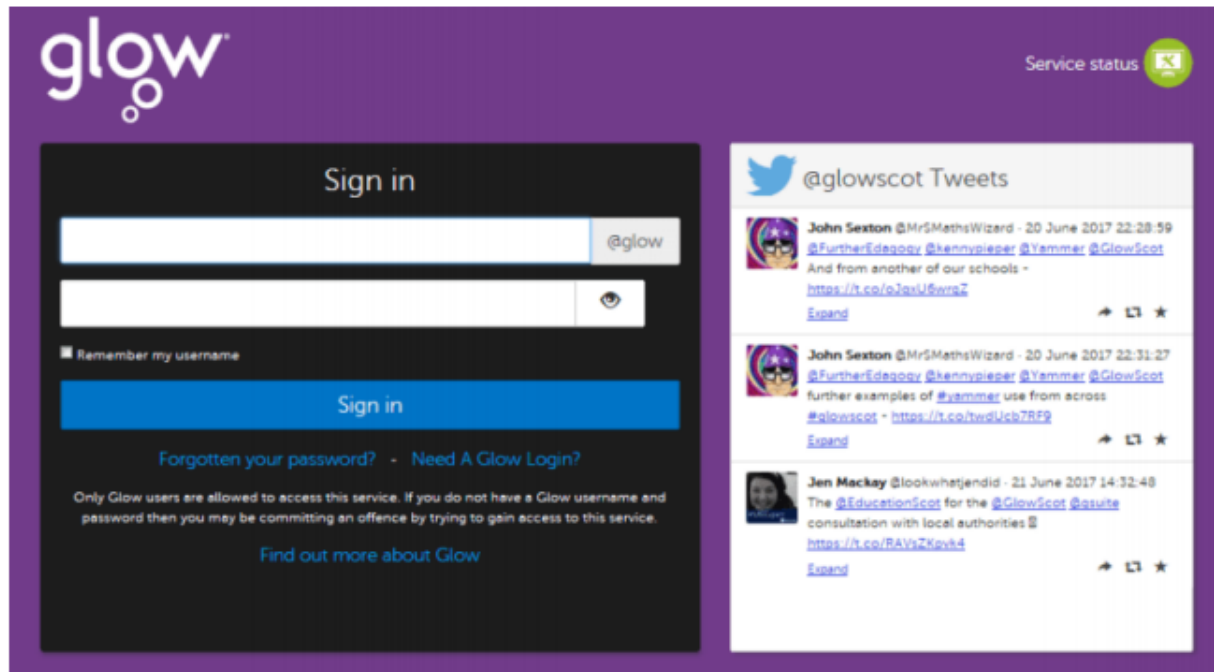 glow
Service status
Sign in
@glow
Remember my username
Sign in
Forgotten your password? - Need A Glow Login?
Only Glow users are allowed to access this service. If you do not have a Glow username and
password then you may be committing an offence by trying to gain access to this service.
Find out more about Glow
@glowscot Tweets
John Sexton @MrSMathsWizard · 20 June 2017 22:28:59
@FurtherEdagogy @kennypieper @Yammer @GlowScot
And from another of our schools -
Expand
John Sexton @MrSMathsWizard · 20 June 2017 22:31:27
@FurtherEdagogy @kennypieper @Yammer @GlowScot
further examples of #yammer use from across
#glowscot - https://t.co/twdUcb7RF9
Expand
Jen Mackay @lookwhatjendid · 21 June 2017 14:32:48
The @EducationScot for the @GlowScot @gsuite
consultation with local authorities
https://t.co/RAVsZKpvk4
Expand